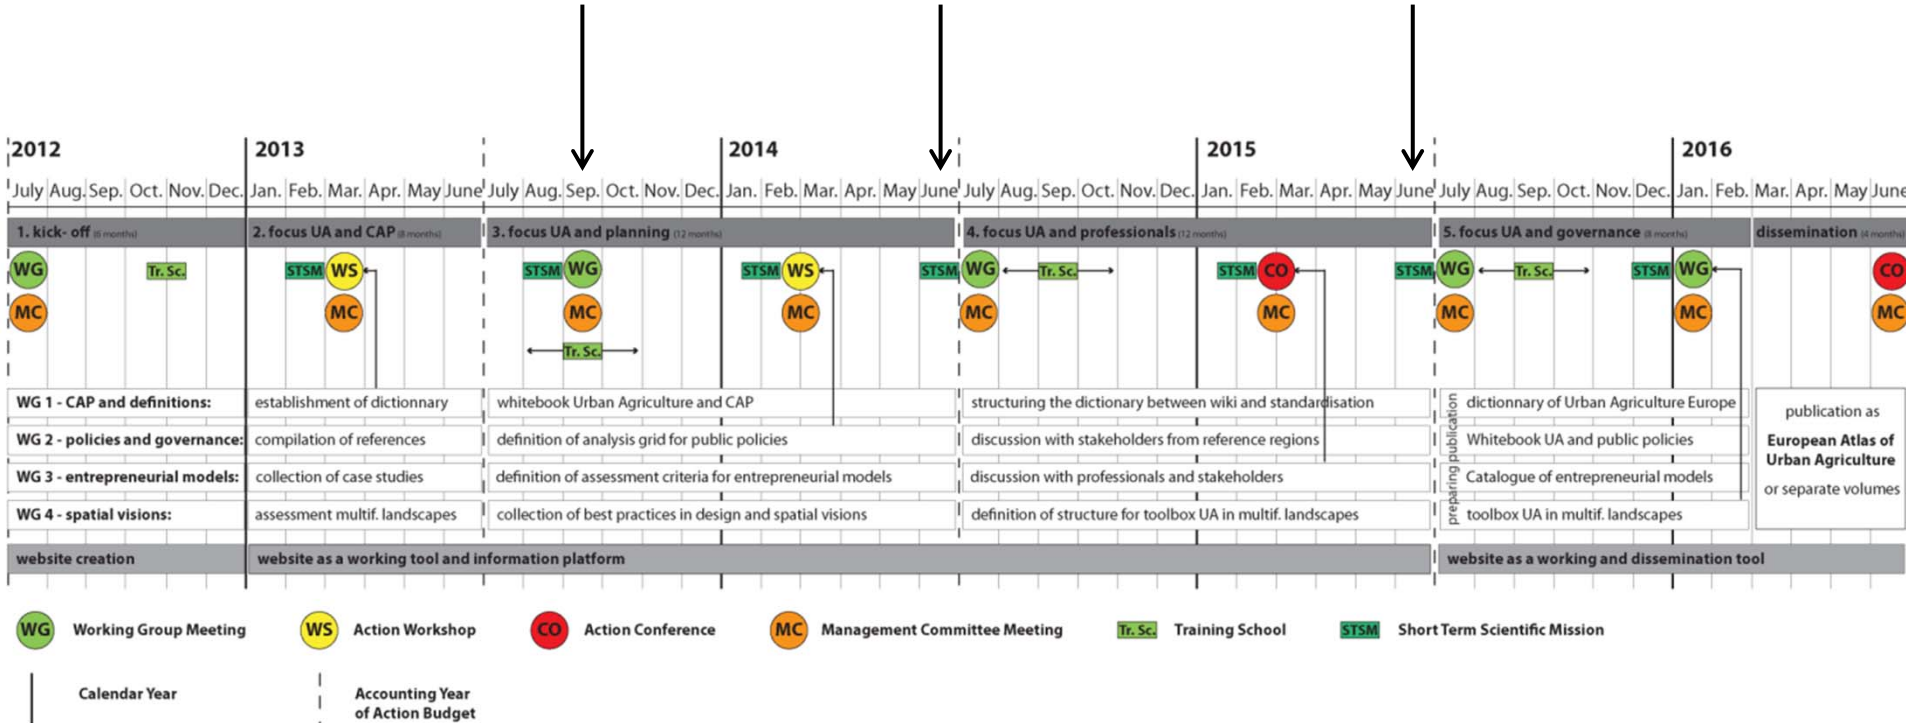 2012 2013 2014 2015 2016
July Aug. Sep. Oct. Nov. Dec. Jan. Feb. Mar. Apr. May June July Aug. Sep. Oct. Nov. Dec. Jan. Feb. Mar. Apr. May June July Aug. Sep. Oct. Nov. Dec. Jan. Feb. Mar. Apr. May June July Aug. Sep. Oct. Nov. Dec. Jan. Feb. Mar. Apr. May June
1. kick- off (6 months) 2. focus UA and CAP (8 months) 3. focus UA and planning (12 months) 4. focus UA and professionals (12 months) 5. focus UA and governance (8 months) dissemination (4 months)
WG Tr. Sc. STSM WS STSM WG STSM WS STSM WG Tr. Sc. STSM CO STSM WG Tr. Sc. STSM WG CO
MC MC MC MC MC MC MC MC MC
Tr. Sc.
WG 1 - CAP and definitions: establishment of dictionnary whitebook Urban Agriculture and CAP structuring the dictionary between wiki and standardisation dictionnary of Urban Agriculture Europe
WG 2 - policies and governance: compilation of references definition of analysis grid for public policies discussion with stakeholders from reference regions Whitebook UA and public policies
WG 3 - entrepreneurial models: collection of case studies definition of assessment criteria for entrepreneurial models discussion with professionals and stakeholders Catalogue of entrepreneurial models
WG 4 - spatial visions: assessment multif. landscapes collection of best practices in design and spatial visions definition of structure for toolbox UA in multif. landscapes toolbox UA in multif. landscapes
preparing publication
publication as
European Atlas of
Urban Agriculture
or separate volumes
website creation website as a working tool and information platform website as a working and dissemination tool
WG Working Group Meeting WS Action Workshop CO Action Conference MC Management Committee Meeting Tr. Sc. Training School STSM Short Term Scientific Mission
Calendar Year Accounting Year
of Action Budget